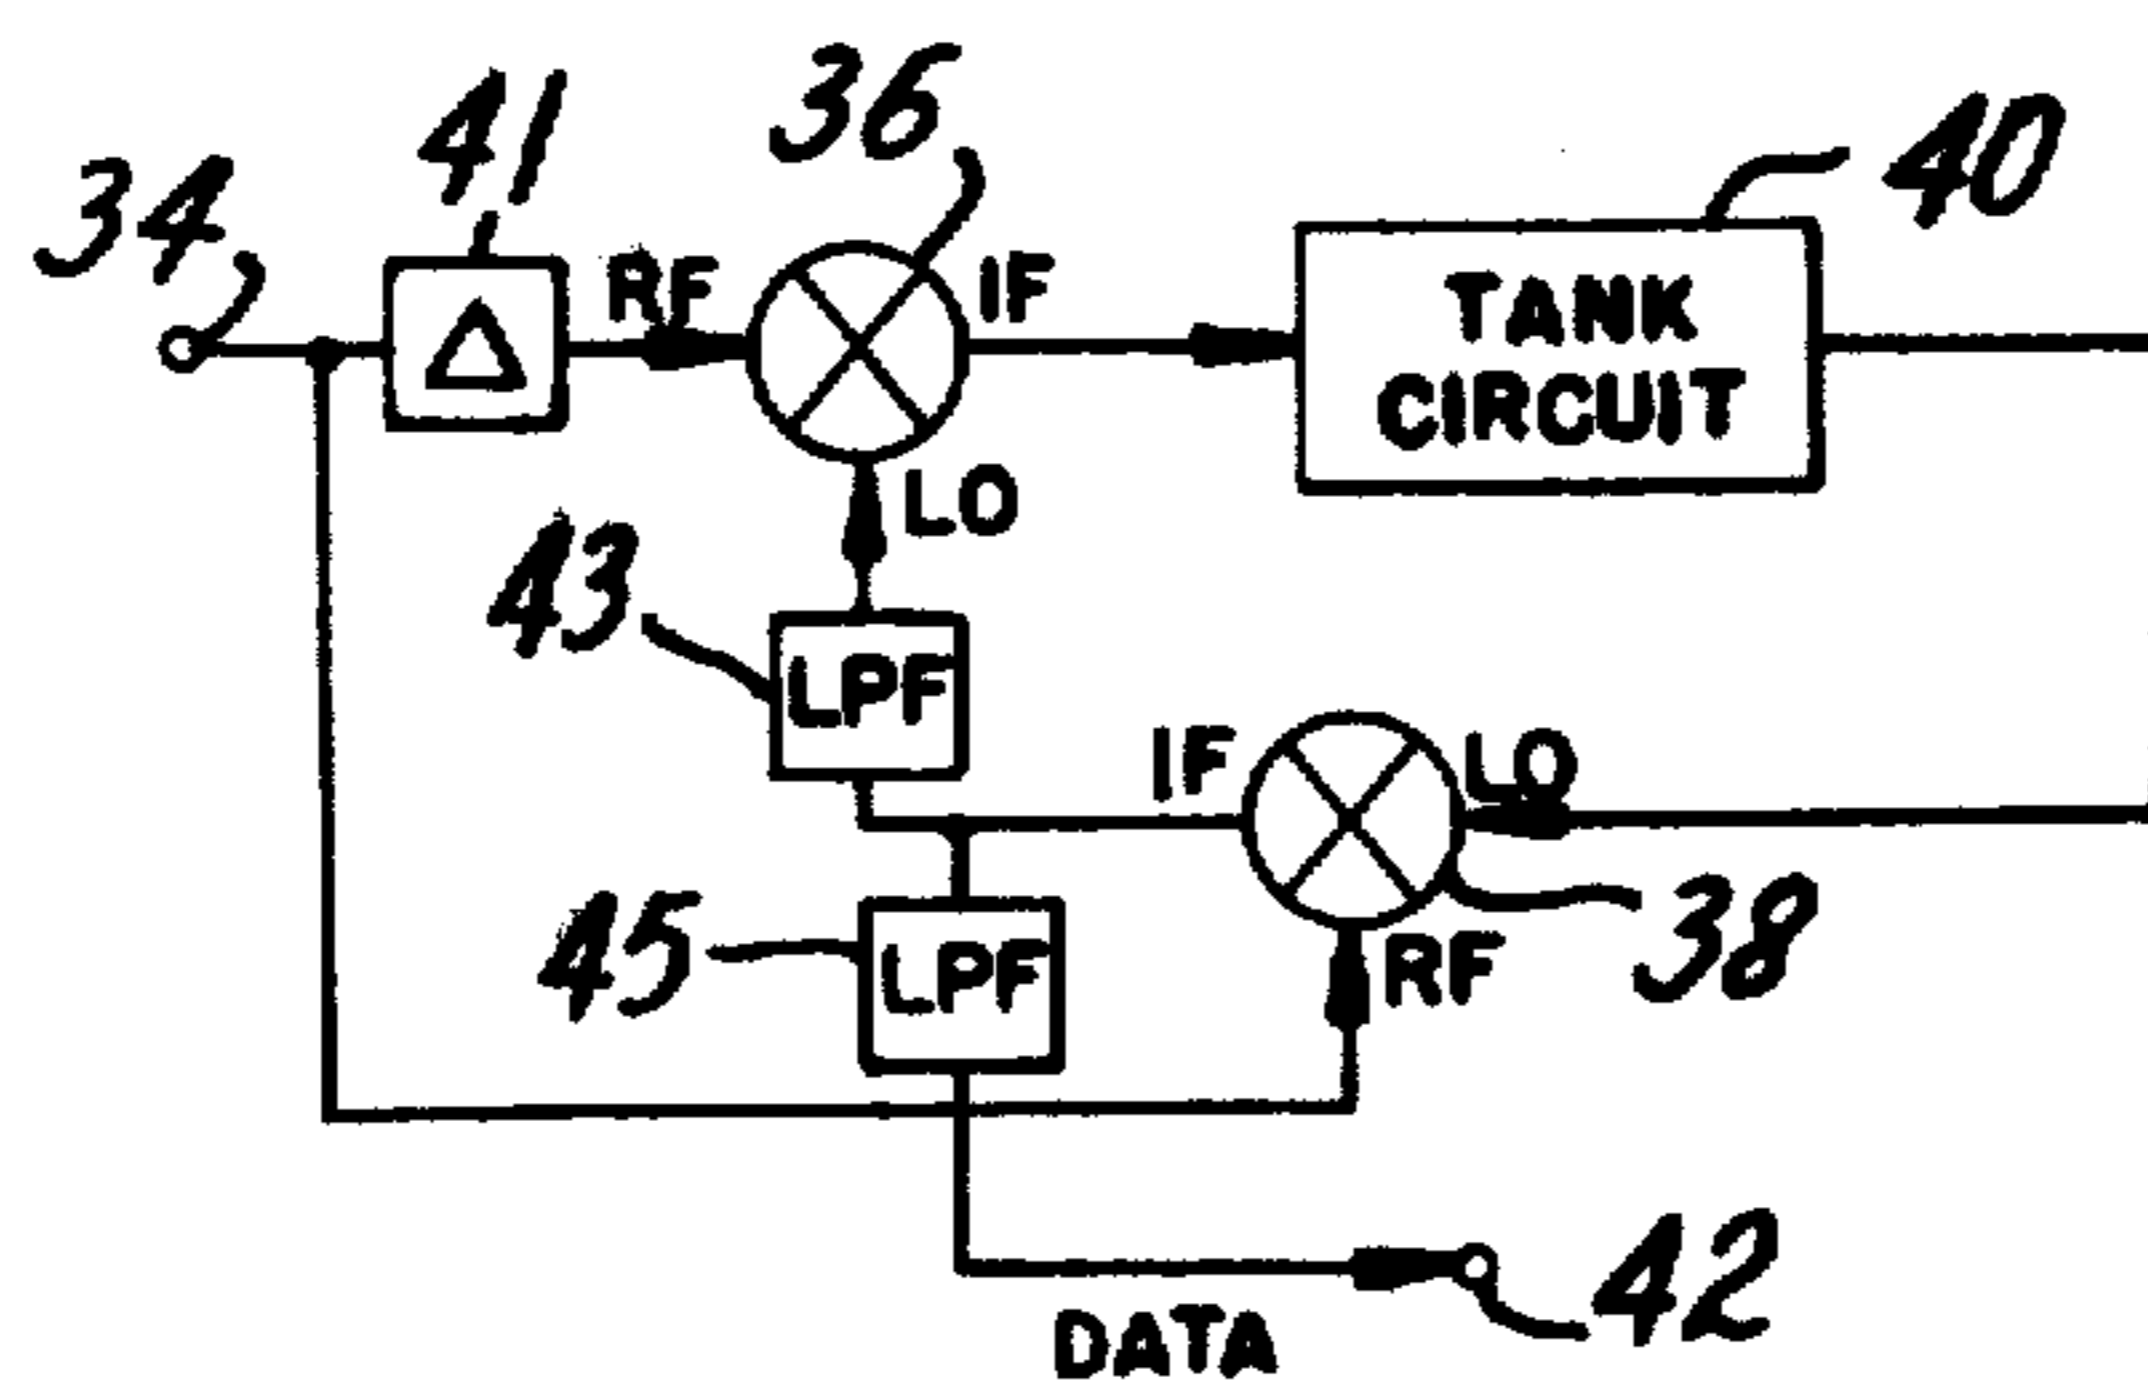 36
41
40
34
RF
IF
TANK
CIRCUIT
Δ
LO
43
LPF
IF
LO
45
LPF
RF
38
42
DATA